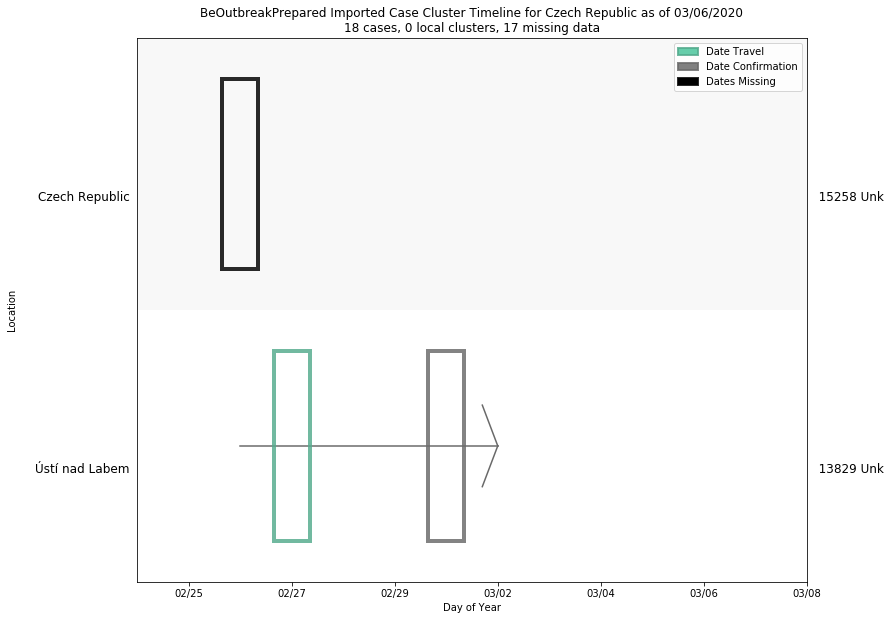 BeOutbreakPrepared Imported Case Cluster Timeline for Czech Republic as of 03/06/2020
18 cases, 0 local clusters, 17 missing data
Date Travel
Date Confirmation
Dates Missing
Czech Republic
15258 Unk
Location
Ústí nad Labem
13829 Unk
02/25
02/27
02/29
03/02
03/04
03/06
03/08
Day of Year